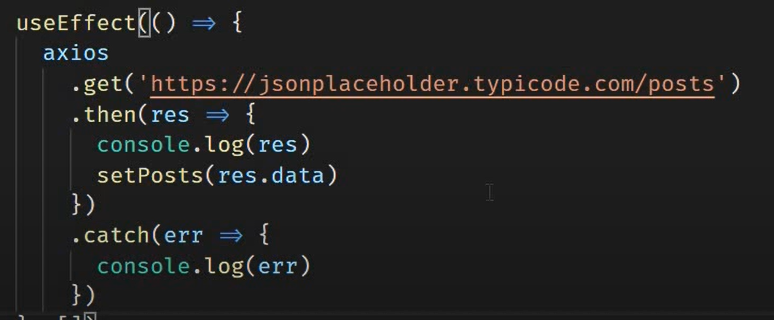 useEffect(() => {
  axios
    .get('https://jsonplaceholder.typicode.com/posts')
    .then(res => {
      console.log(res)
      setPosts(res.data)
    })
    .catch(err => {
      console.log(err)
    })
}, [])